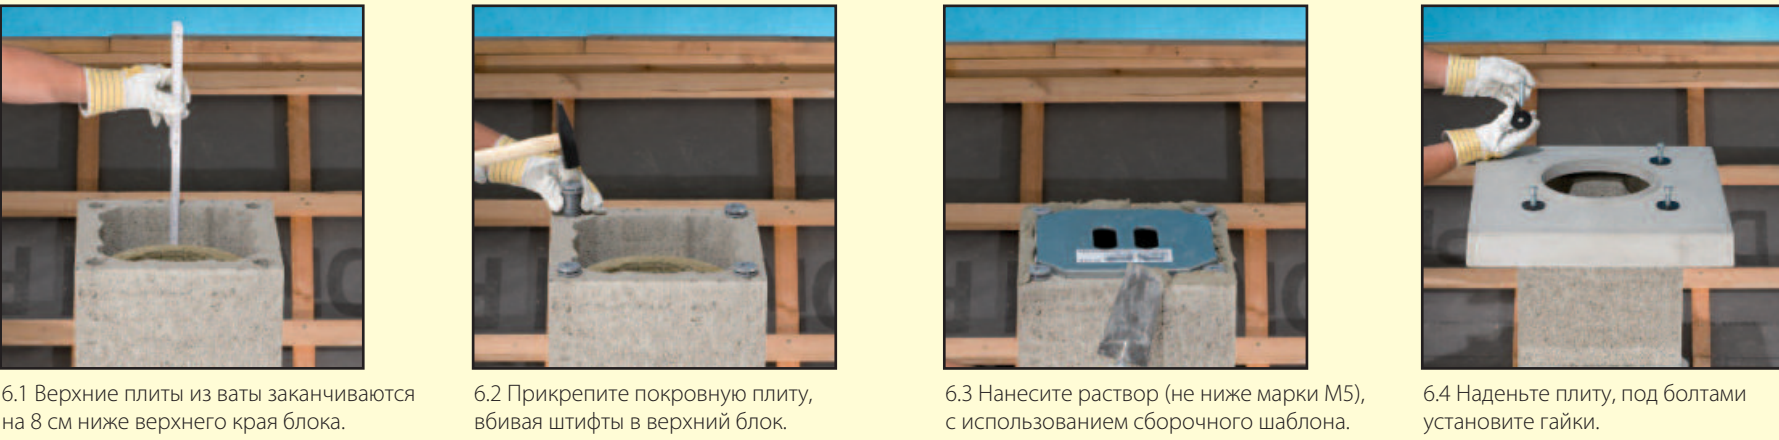 6.1 Верхние плиты из ваты заканчиваются
на 8 см ниже верхнего края блока.
6.2 Прикрепите покровную плиту,
вбивая штифты в верхний блок.
6.3 Нанесите раствор (не ниже марки M5),
с использованием сборочного шаблона.
6.4 Наденьте плиту, под болтами
установите гайки.